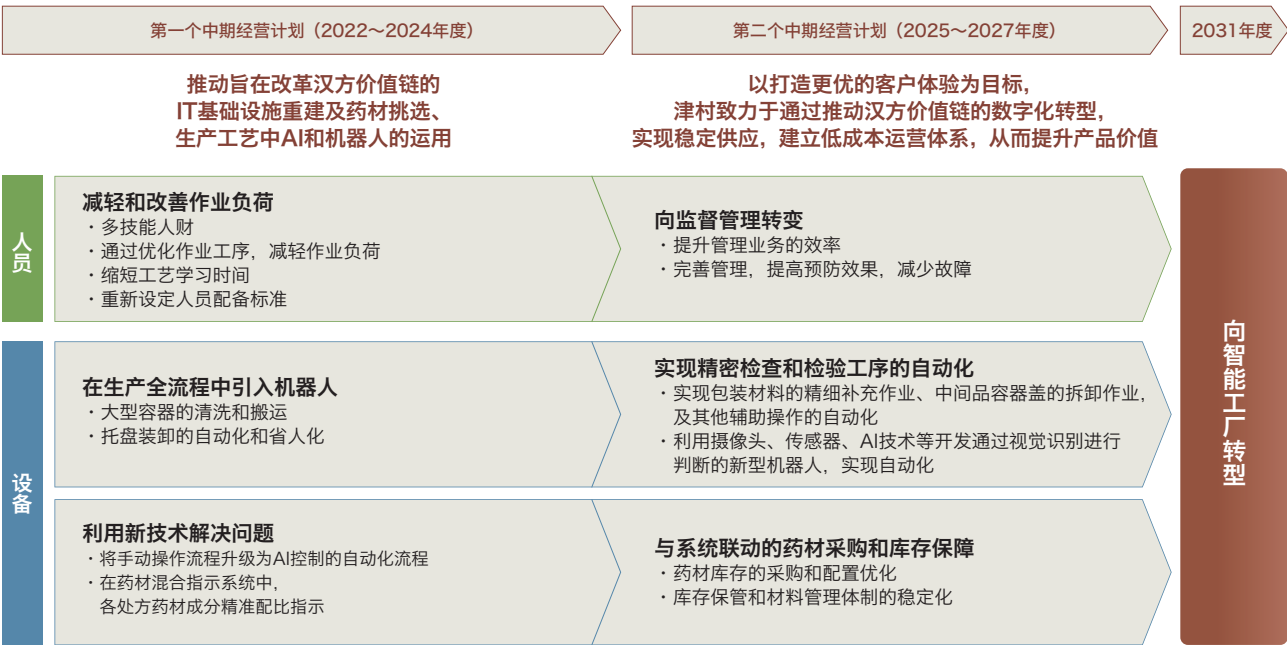 第一个中期经营计划（2022～2024年度）
第二个中期经营计划（2025～2027年度）
2031年度
推动旨在改革汉方价值链的
IT基础设施重建及药材挑选、
生产工艺中AI和机器人的运用
以打造更优的客户体验为目标，
津村致力于通过推动汉方价值链的数字化转型，
实现稳定供应，建立低成本运营体系，从而提升产品价值
人员
减轻和改善作业负荷
・多技能人财
・通过优化作业工序，减轻作业负荷
・缩短工艺学习时间
・重新设定人员配备标准
向监督管理转变
・提升管理业务的效率
・完善管理，提高预防效果，减少故障
设备
在生产全流程中引入机器人
・大型容器的清洗和搬运
・托盘装卸的自动化和省人化
实现精密检查和检验工序的自动化
・实现包装材料的精细补充作业、中间品容器盖的拆卸作业，
及其他辅助操作的自动化
・利用摄像头、传感器、AI技术等开发通过视觉识别进行
判断的新型机器人，实现自动化
利用新技术解决问题
・将手动操作流程升级为AI控制的自动化流程
・在药材混合指示系统中，
各处方药材成分精准配比指示
与系统联动的药材采购和库存保障
・药材库存的采购和配置优化
・库存保管和材料管理体制的稳定化
向智能工厂转型